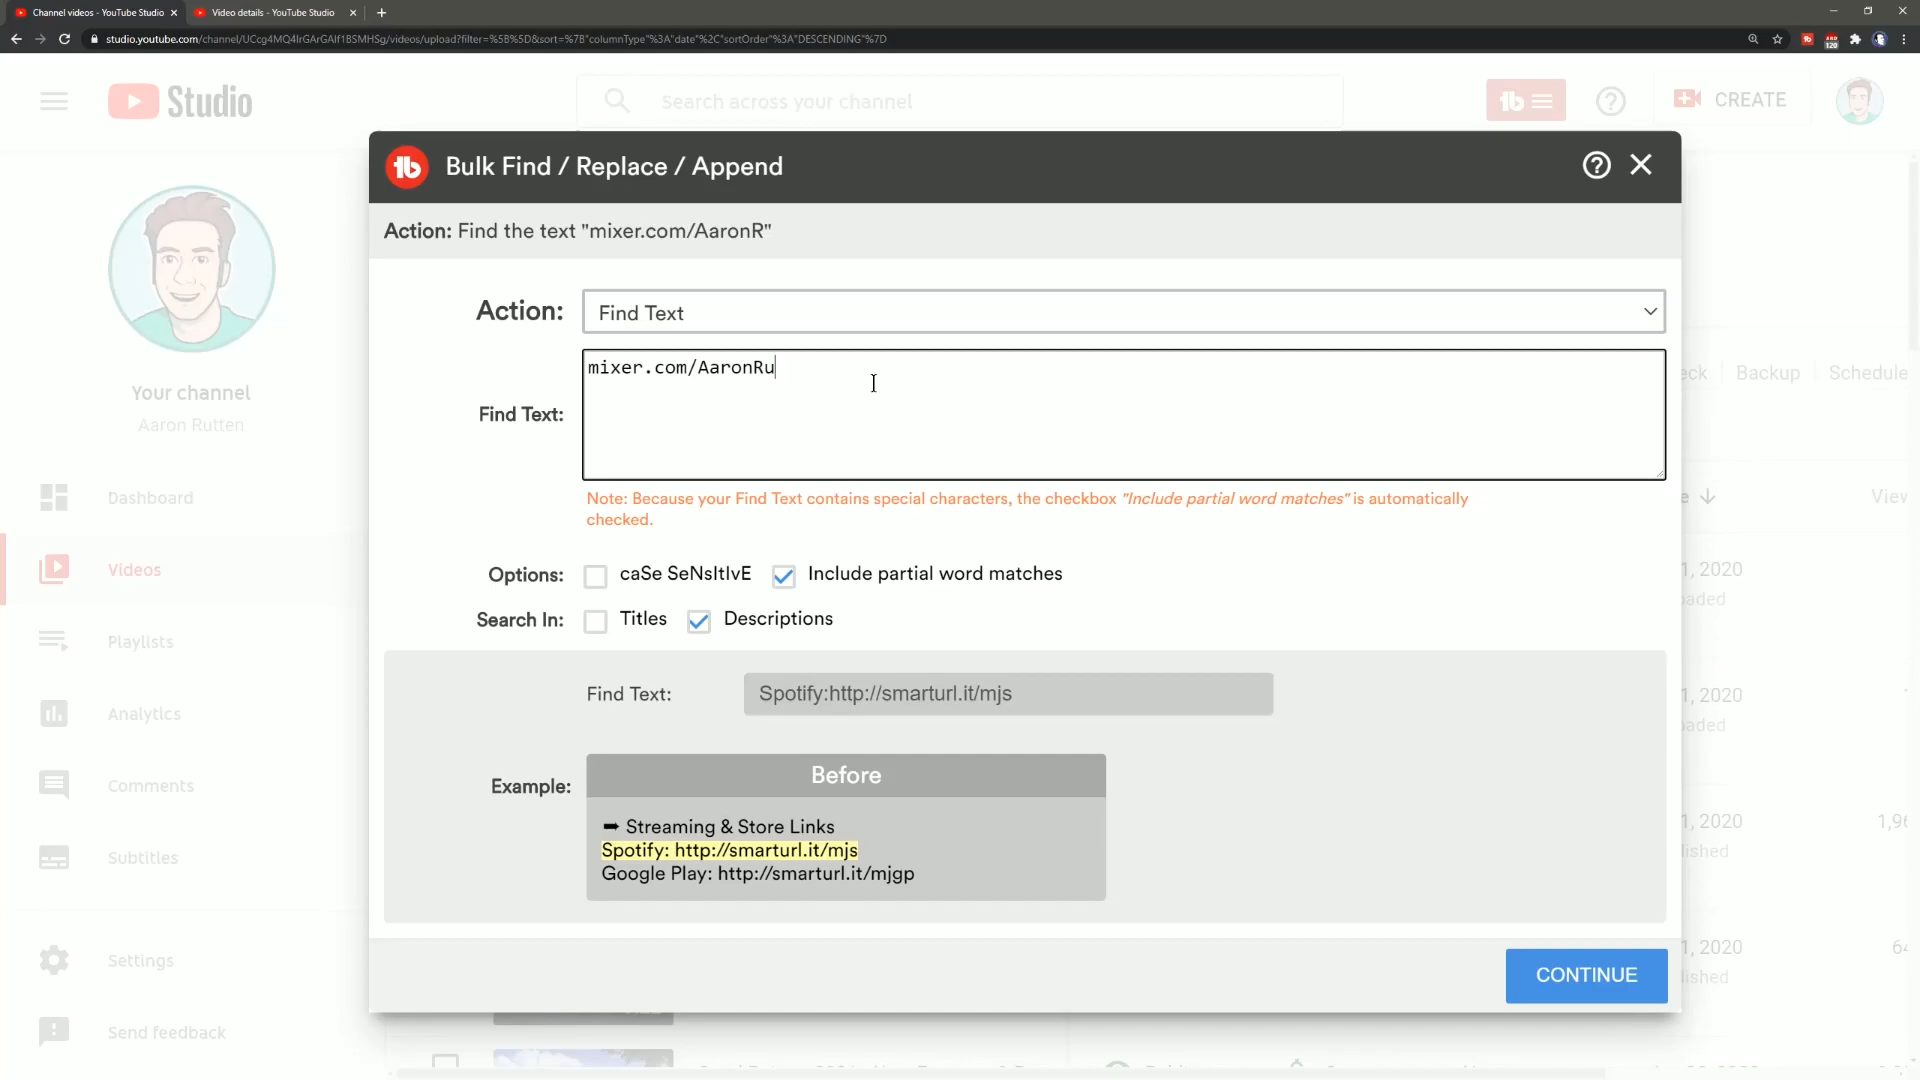 Channel videos - YouTube Studio
Video details - YouTube Studio
studio.youtube.com/channel/UCcg4MQ4IrGArGAIf1BSMHSg/videos/upload?filter=%5B%5D&sort=%7B"columnType"%3A"date"%2C"sortOrder"%3A"DESCENDING"%7D
120
Studio
Search across your channel
CREATE
Bulk Find / Replace / Append
Action: Find the text "mixer.com/AaronR"
Action: Find Text
mixer.com/AaronRu
Find Text:
Your channel
Aaron Rutten
Backup
Schedule
Note: Because your Find Text contains special characters, the checkbox "Include partial word matches" is automatically
checked.
Dashboard
Videos
Playlists
Analytics
Comments
Subtitles
Settings
Send feedback
Options: caSe SeNsItIvE Include partial word matches
Search In: Titles Descriptions
Find Text: Spotify:http://smarturl.it/mjs
Example:
Before
➡ Streaming & Store Links
Spotify: http://smarturl.it/mjs
Google Play: http://smarturl.it/mjgp
CONTINUE